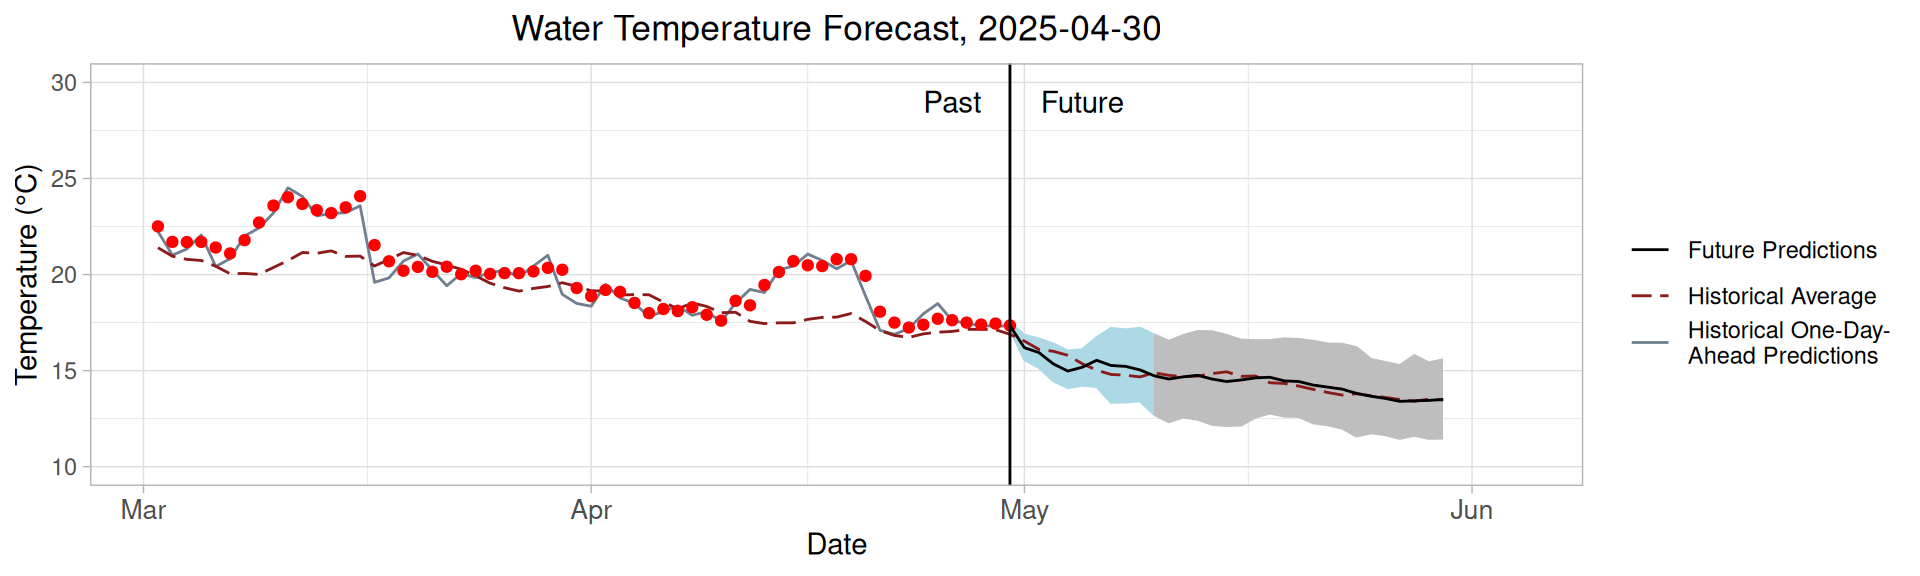 Water Temperature Forecast, 2025-04-30
Temperature (°C)
30
25
20
15
10
Past
Future
Mar
Apr
May
Jun
Date
Future Predictions
Historical Average
Historical One-Day-
Ahead Predictions